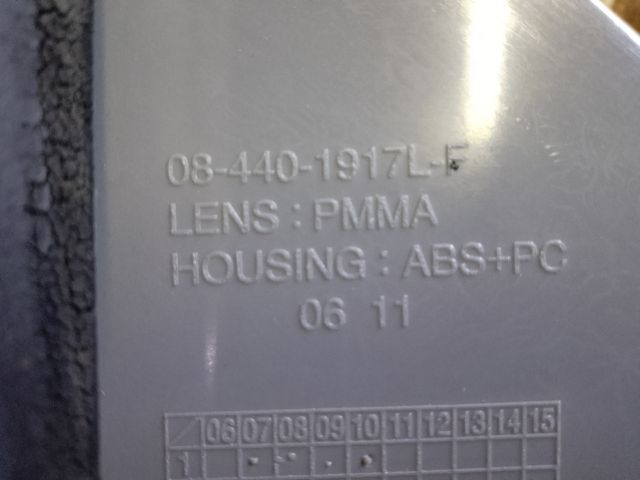 08-440-1917L-F
LENS : PMMA
HOUSING : ABS+PC
06 11
06 07 08 09 10 11 12 13 14 15
1